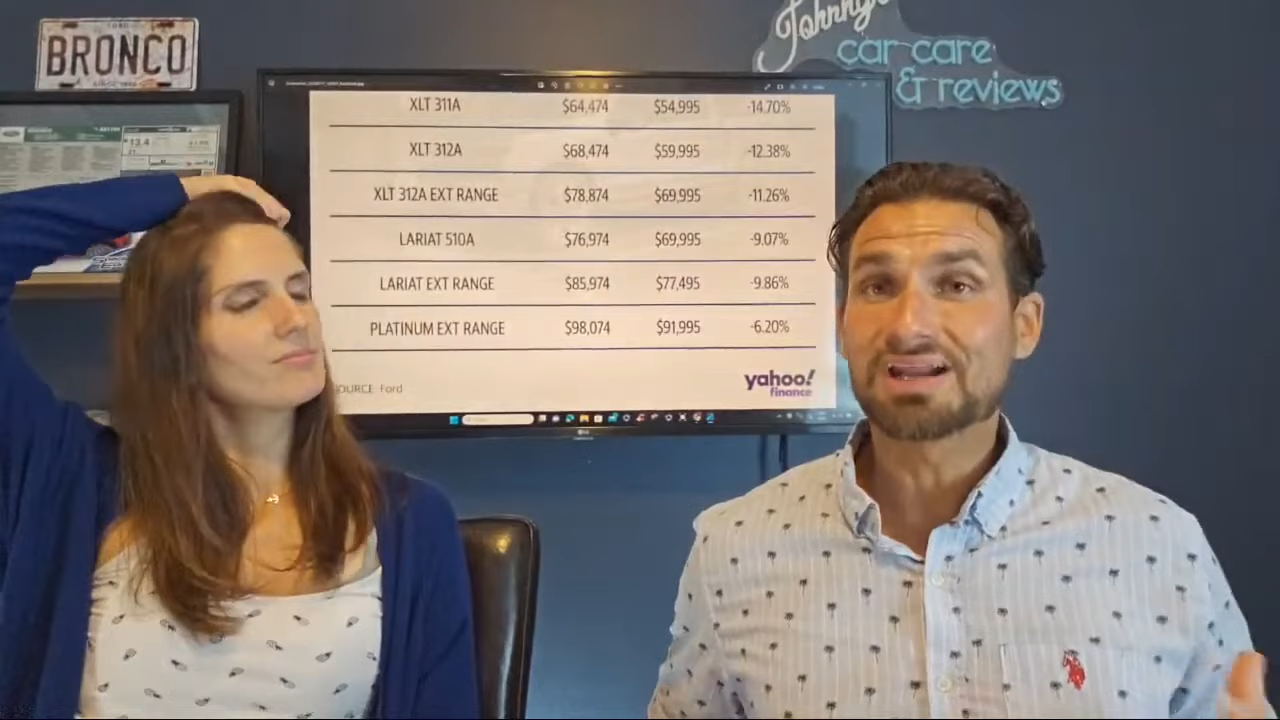 BRONCO
Johnny's
car care
& reviews
13.4
XLT 311A $64,474 $54,995 -14.70%
XLT 312A $68,474 $59,995 -12.38%
XLT 312A EXT RANGE $78,874 $69,995 -11.26%
LARIAT 510A $76,974 $69,995 -9.07%
LARIAT EXT RANGE $85,974 $77,495 -9.86%
PLATINUM EXT RANGE $98,074 $91,995 -6.20%
OURCE: Ford
yahoo!
finance